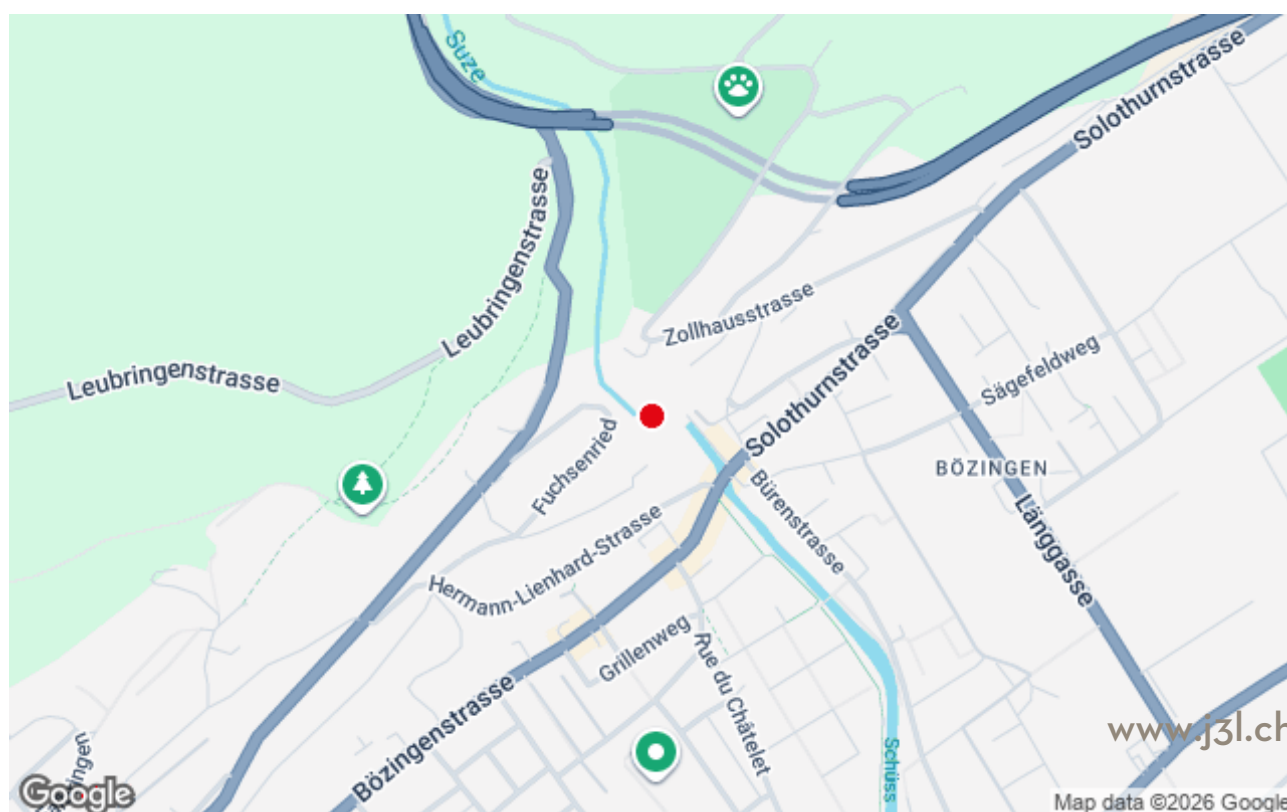 Suze
Solothurnstrasse
Leubringenstrasse
Leubringenstrasse
Zollhausstrasse
Solothurnstrasse
Sägefeldweg
BÖZINGEN
Fuchsenried
Bürenstrasse
Hermann-Lienhard-Strasse
Länggasse
Grillenweg
Rue du Châtelet
Bözingenstrasse
Schüss
www.j3l.ch
Google
Map data ©2026 Google